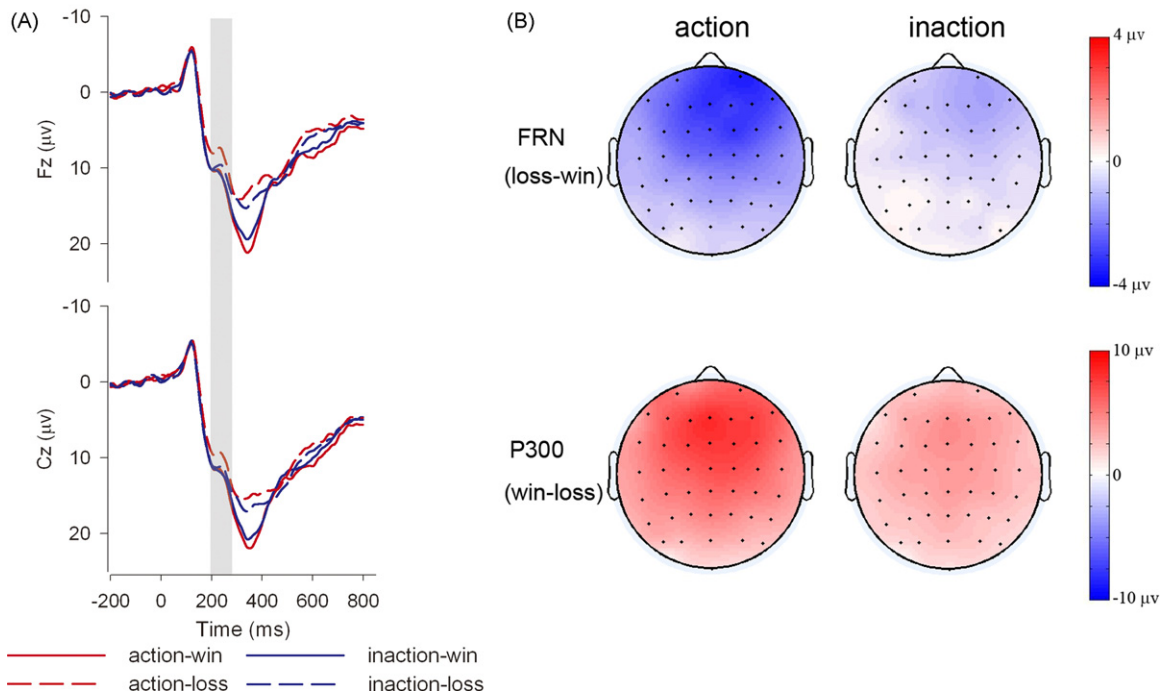 (A)
-10
0
10
20
Fz (μv)
-10
0
10
20
Cz (μv)
-200 0 200 400 600 800
Time (ms)
action-win inaction-win
action-loss inaction-loss
(B)
action inaction
FRN
(loss-win)
4 μv
0
-4 μv
P300
(win-loss)
10 μv
0
-10 μv